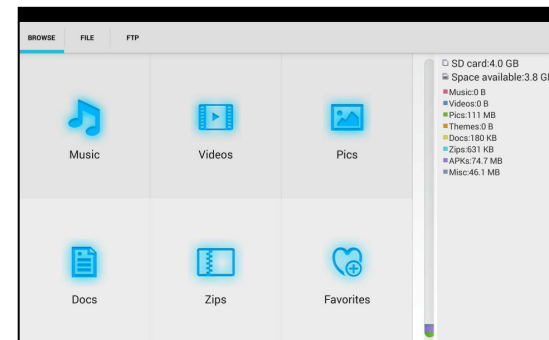 BROWSE FILE FTP
SD card:4.0 GB
Space available:3.8 GB
Music:0 B
Videos:0 B
Pics:111 MB
Themes:0 B
Docs:180 KB
Zips:631 KB
APKs:74.7 MB
Misc:46.1 MB
Music Videos Pics
Docs Zips Favorites